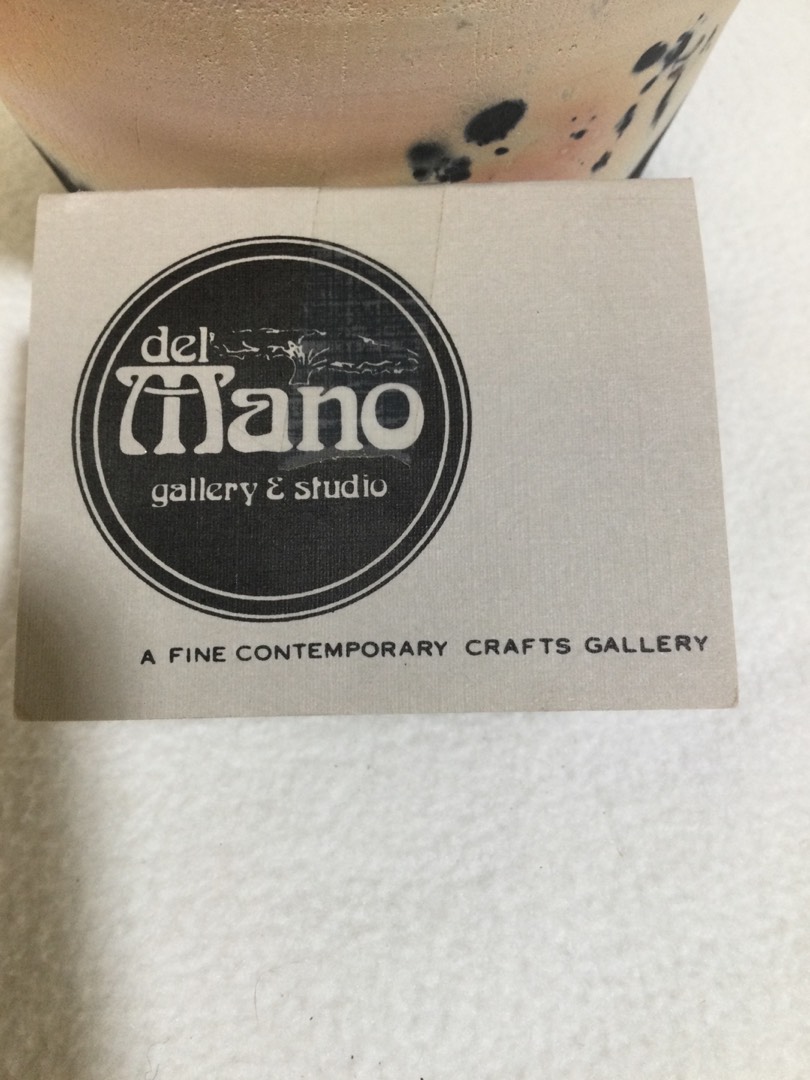 del'
Mano
gallery & studio
A FINE CONTEMPORARY CRAFTS GALLERY